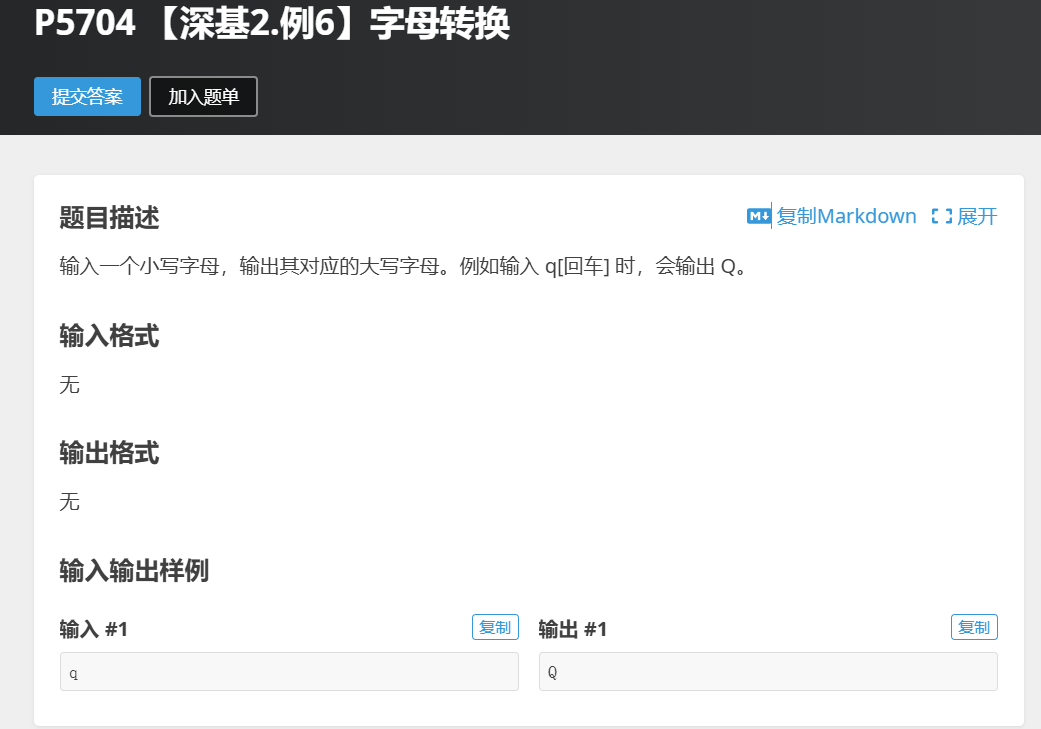 P5704 【深基2.例6】字母转换
提交答案 加入题单
题目描述 复制Markdown 展开
输入一个小写字母，输出其对应的大写字母。例如输入 q[回车] 时，会输出 Q。
输入格式
无
输出格式
无
输入输出样例
输入 #1 复制 输出 #1 复制
q Q